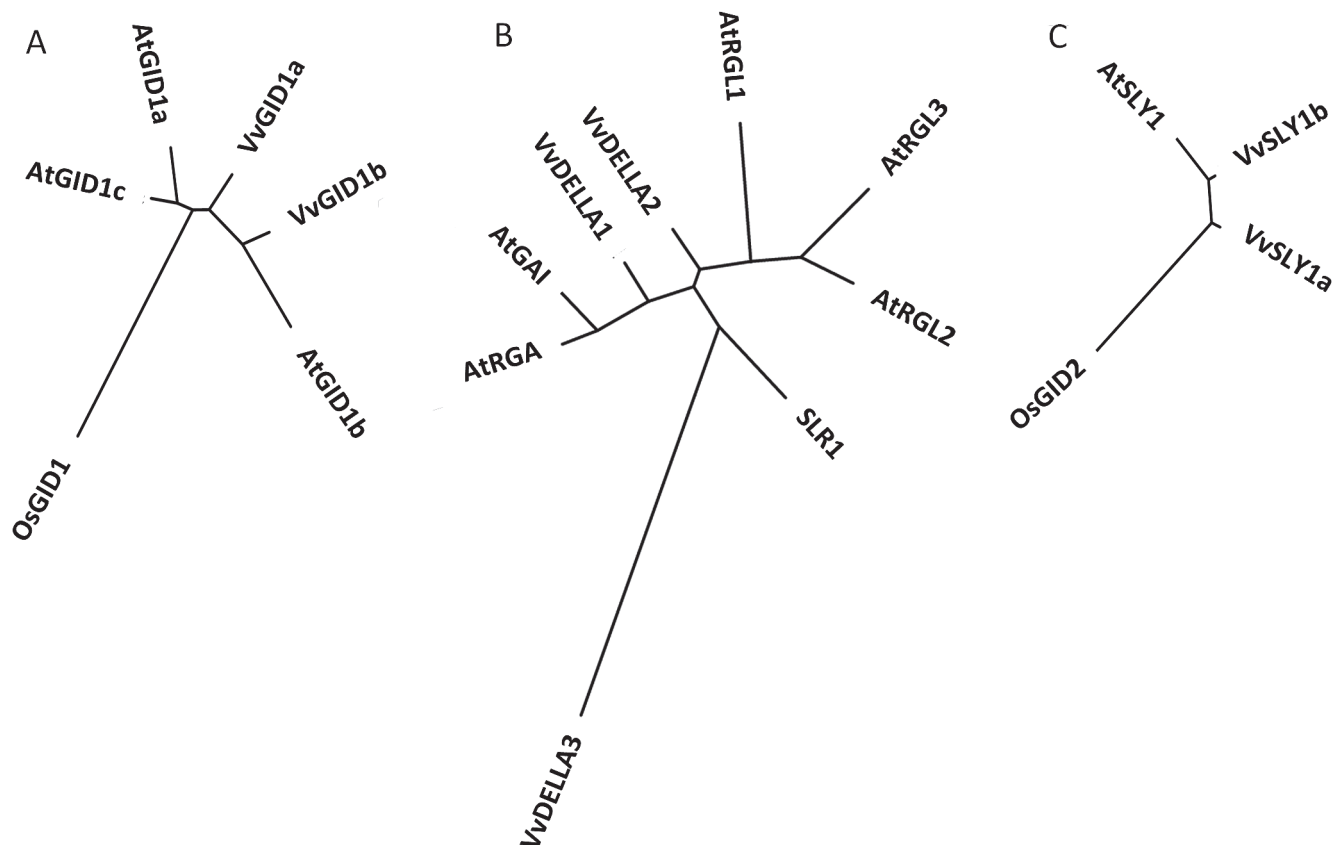 A
AtGID1a
VvGID1a
AtGID1c
VvGID1b
AtGID1b
OsGID1
B
AtRGL1
VvDELLA2
AtRGL3
VvDELLA1
AtGAI
AtRGL2
AtRGA
SLR1
VvDELLA3
C
AtSLY1
VvSLY1b
VvSLY1a
OsGID2